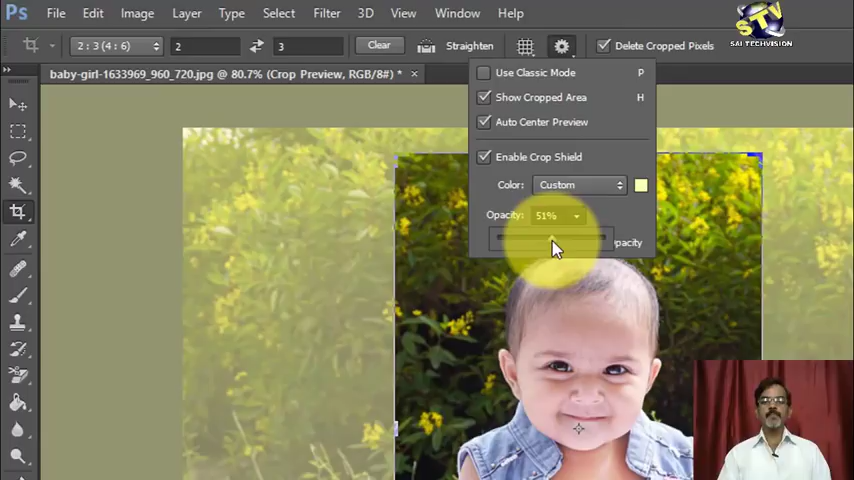 Ps File Edit Image Layer Type Select Filter 3D View Window Help
STV
SAI TECHVISION
2 : 3 (4 : 6) 2 3 Clear Straighten Delete Cropped Pixels
baby-girl-1633969_960_720.jpg @ 80.7% (Crop Preview, RGB/8#) *
Use Classic Mode P
Show Cropped Area H
Auto Center Preview
Enable Crop Shield
Color: Custom
Opacity: 51%
pacity